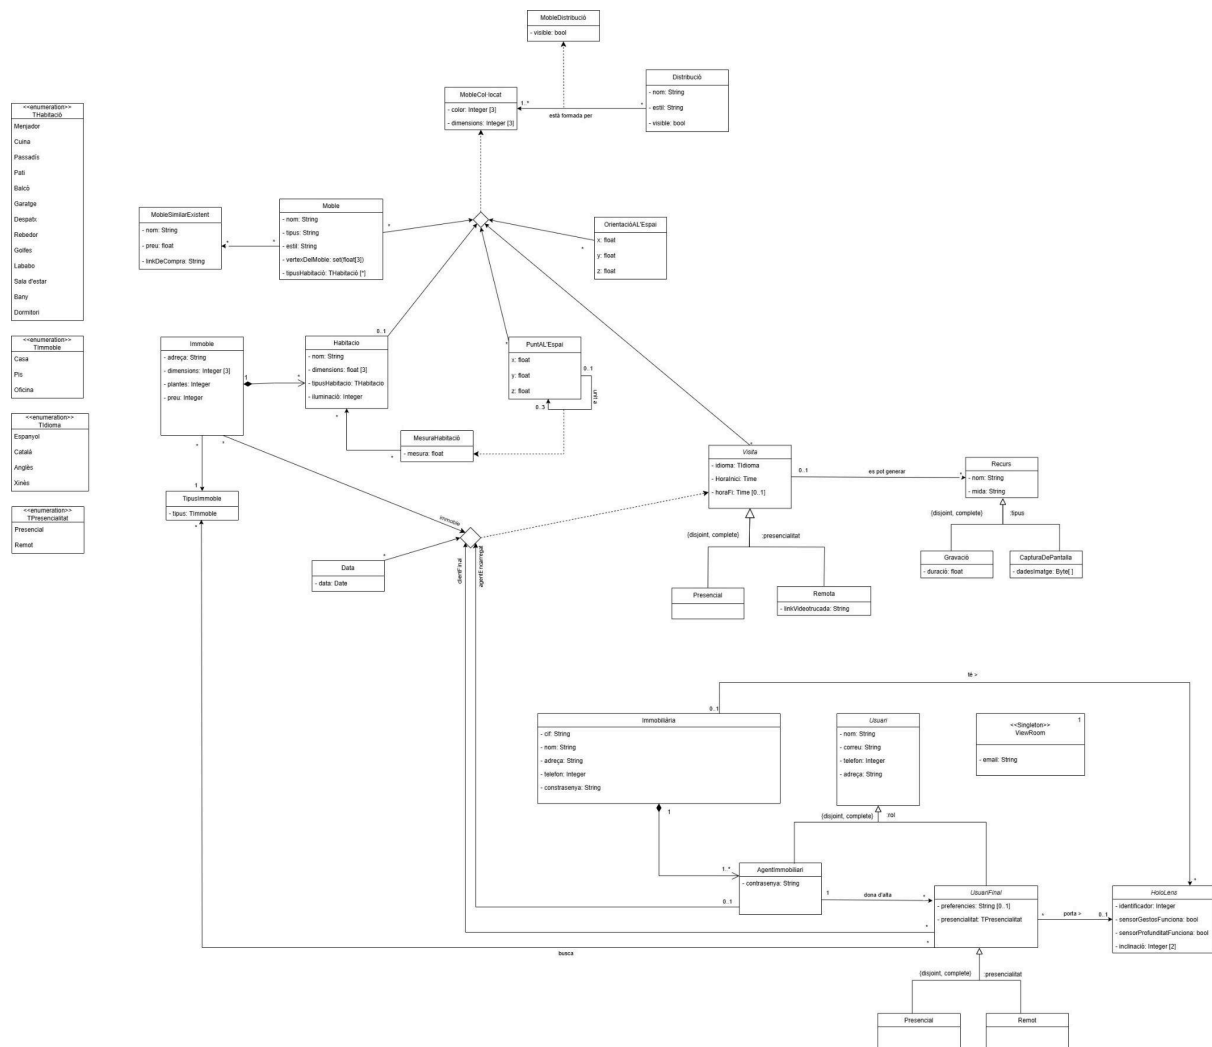 MobleDistribució
- visible: bool
Distribució
- nom: String
- estil: String
- visible: bool
MobleCol·locat
- color: Integer [3]
- dimensions: Integer [3]
1..*
*
està formada per
<<enumeration>>
THabitació
Menjador
Cuina
Passadís
Pati
Balcó
Garatge
Despatx
Rebedor
Golfes
Lababo
Sala d'estar
Bany
Dormitori
MobleSimilarExistent
- nom: String
- preu: float
- linkDeCompra: String
*
*
Moble
- nom: String
- tipus: String
- estil: String
- vertexDelMoble: set(float[3])
- tipusHabitació: THabitació [*]
*
OrientacióAL'Espai
x: float
y: float
z: float
*
<<enumeration>>
TImmoble
Casa
Pis
Oficina
Immoble
- adreça: String
- dimensions: Integer [3]
- plantes: Integer
- preu: Integer
1
*
0..1
Habitacio
- nom: String
- dimensions: float [3]
- tipusHabitacio: THabitacio
- iluminació: Integer
*
PuntAL'Espai
x: float
y: float
z: float
*
0..1
unit a
0..3
<<enumeration>>
TIdioma
Espanyol
Català
Anglès
Xinès
MesuraHabitació
- mesura: float
*
*
*
1
TipusImmoble
- tipus: TImmoble
*
<<enumeration>>
TPresencialitat
Presencial
Remot
*
Visita
- idioma: TIdioma
- HoraInici: Time
- horaFi: Time [0..1]
0..1
es pot generar
*
Recurs
- nom: String
- mida: String
{disjoint, complete}
:tipus
Gravació
- duració: float
CapturaDePantalla
- dadesImatge: Byte[ ]
{disjoint, complete}
:presencialitat
Presencial
Remota
- linkVideotrucada: String
immoble
clientFinal
agentEncarregat
*
Data
- data: Date
té >
0..1
Immobiliària
- cif: String
- nom: String
- adreça: String
- telefon: Integer
- constrasenya: String
1
Usuari
- nom: String
- correu: String
- telefon: Integer
- adreça: String
{disjoint, complete}
:rol
1
<<Singleton>>
ViewRoom
- email: String
1..*
0..1
AgentImmobiliari
- contrasenya: String
1
dona d'alta
*
UsuariFinal
- preferencies: String [0..1]
- presencialitat: TPresencialitat
*
*
busca
*
porta >
0..1
*
HoloLens
- identificador: Integer
- sensorGestosFunciona: bool
- sensorProfunditatFunciona: bool
- inclinació: Integer [2]
{disjoint, complete}
:presencialitat
Presencial
Remot